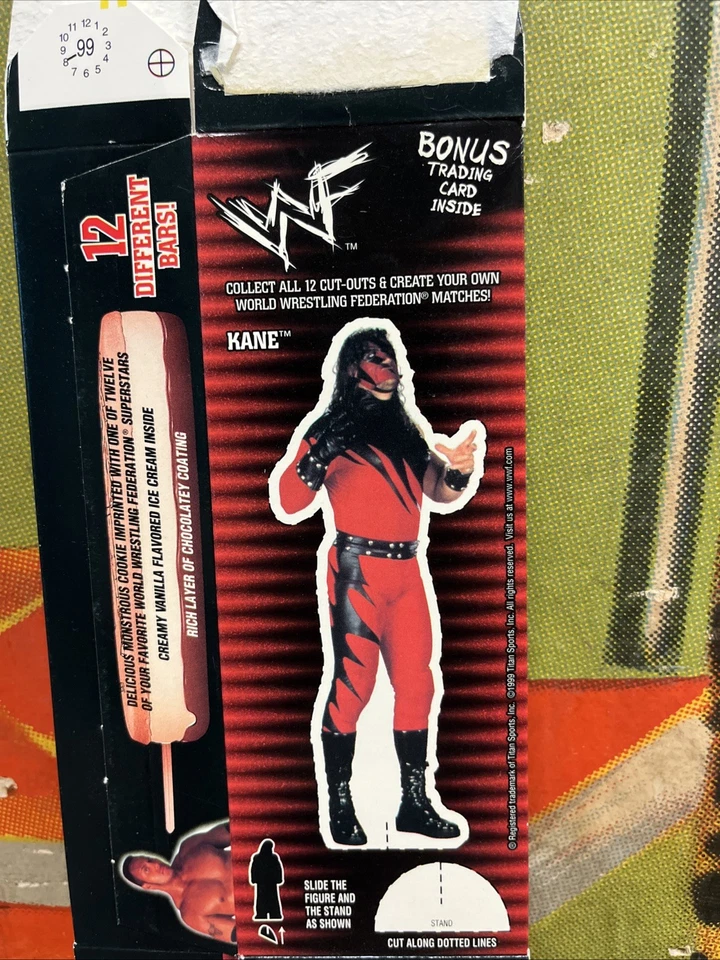 11 12 1
10 2
9 99 3
8 4
7 6 5
12
DIFFERENT
BARS!
DELICIOUS MONSTROUS COOKIE IMPRINTED WITH ONE OF TWELVE
OF YOUR FAVORITE WORLD WRESTLING FEDERATION® SUPERSTARS
CREAMY VANILLA FLAVORED ICE CREAM INSIDE
RICH LAYER OF CHOCOLATEY COATING
WF™
BONUS
TRADING
CARD
INSIDE
COLLECT ALL 12 CUT-OUTS & CREATE YOUR OWN
WORLD WRESTLING FEDERATION® MATCHES!
KANE™
® Registered trademark of Titan Sports, Inc. ©1999 Titan Sports, Inc. All rights reserved. Visit us at www.wwf.com
SLIDE THE
FIGURE AND
THE STAND
AS SHOWN
STAND
CUT ALONG DOTTED LINES